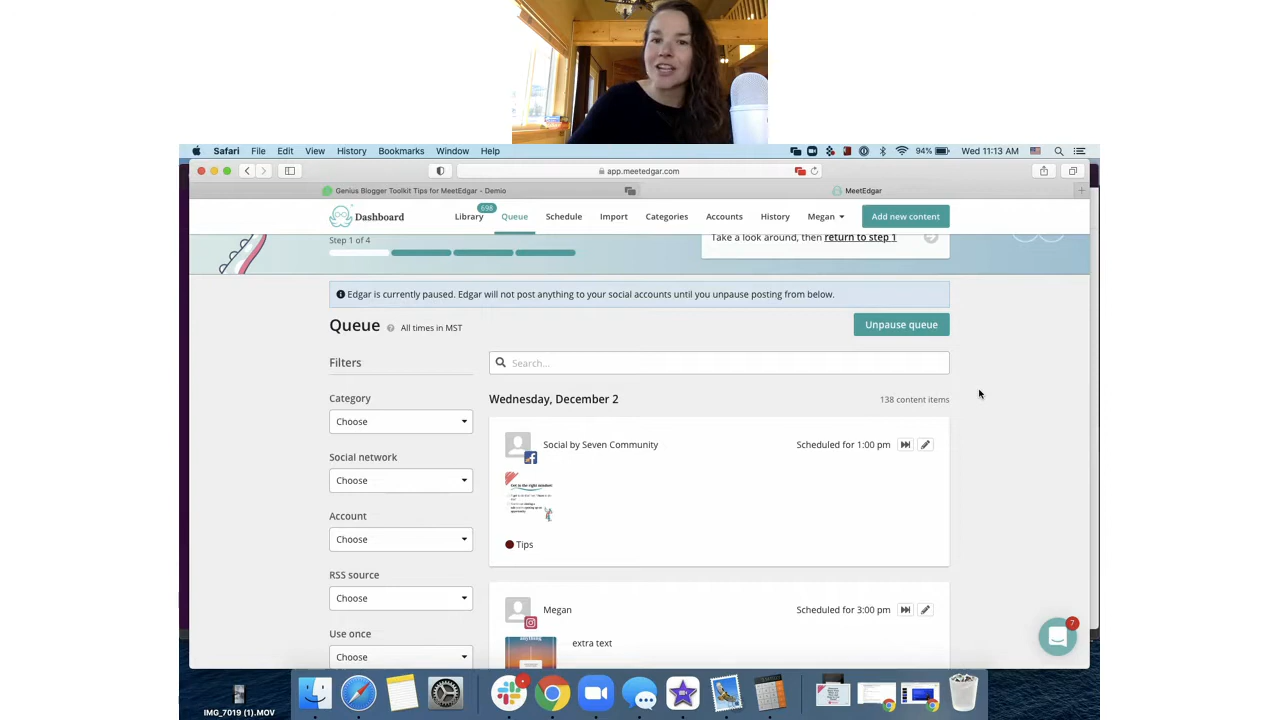 Safari File Edit View History Bookmarks Window Help 94% Wed 11:13 AM
app.meetedgar.com
Genius Blogger Toolkit Tips for MeetEdgar - Demio MeetEdgar
698
Dashboard Library Queue Schedule Import Categories Accounts History Megan Add new content
Step 1 of 4
Take a look around, then return to step 1
Edgar is currently paused. Edgar will not post anything to your social accounts until you unpause posting from below.
Queue All times in MST Unpause queue
Filters
Search...
Category
Choose
Social network
Choose
Account
Choose
RSS source
Choose
Use once
Choose
Wednesday, December 2 138 content items
Social by Seven Community Scheduled for 1:00 pm
Tips
Megan Scheduled for 3:00 pm
anything
extra text
7
IMG_7019 (1).MOV